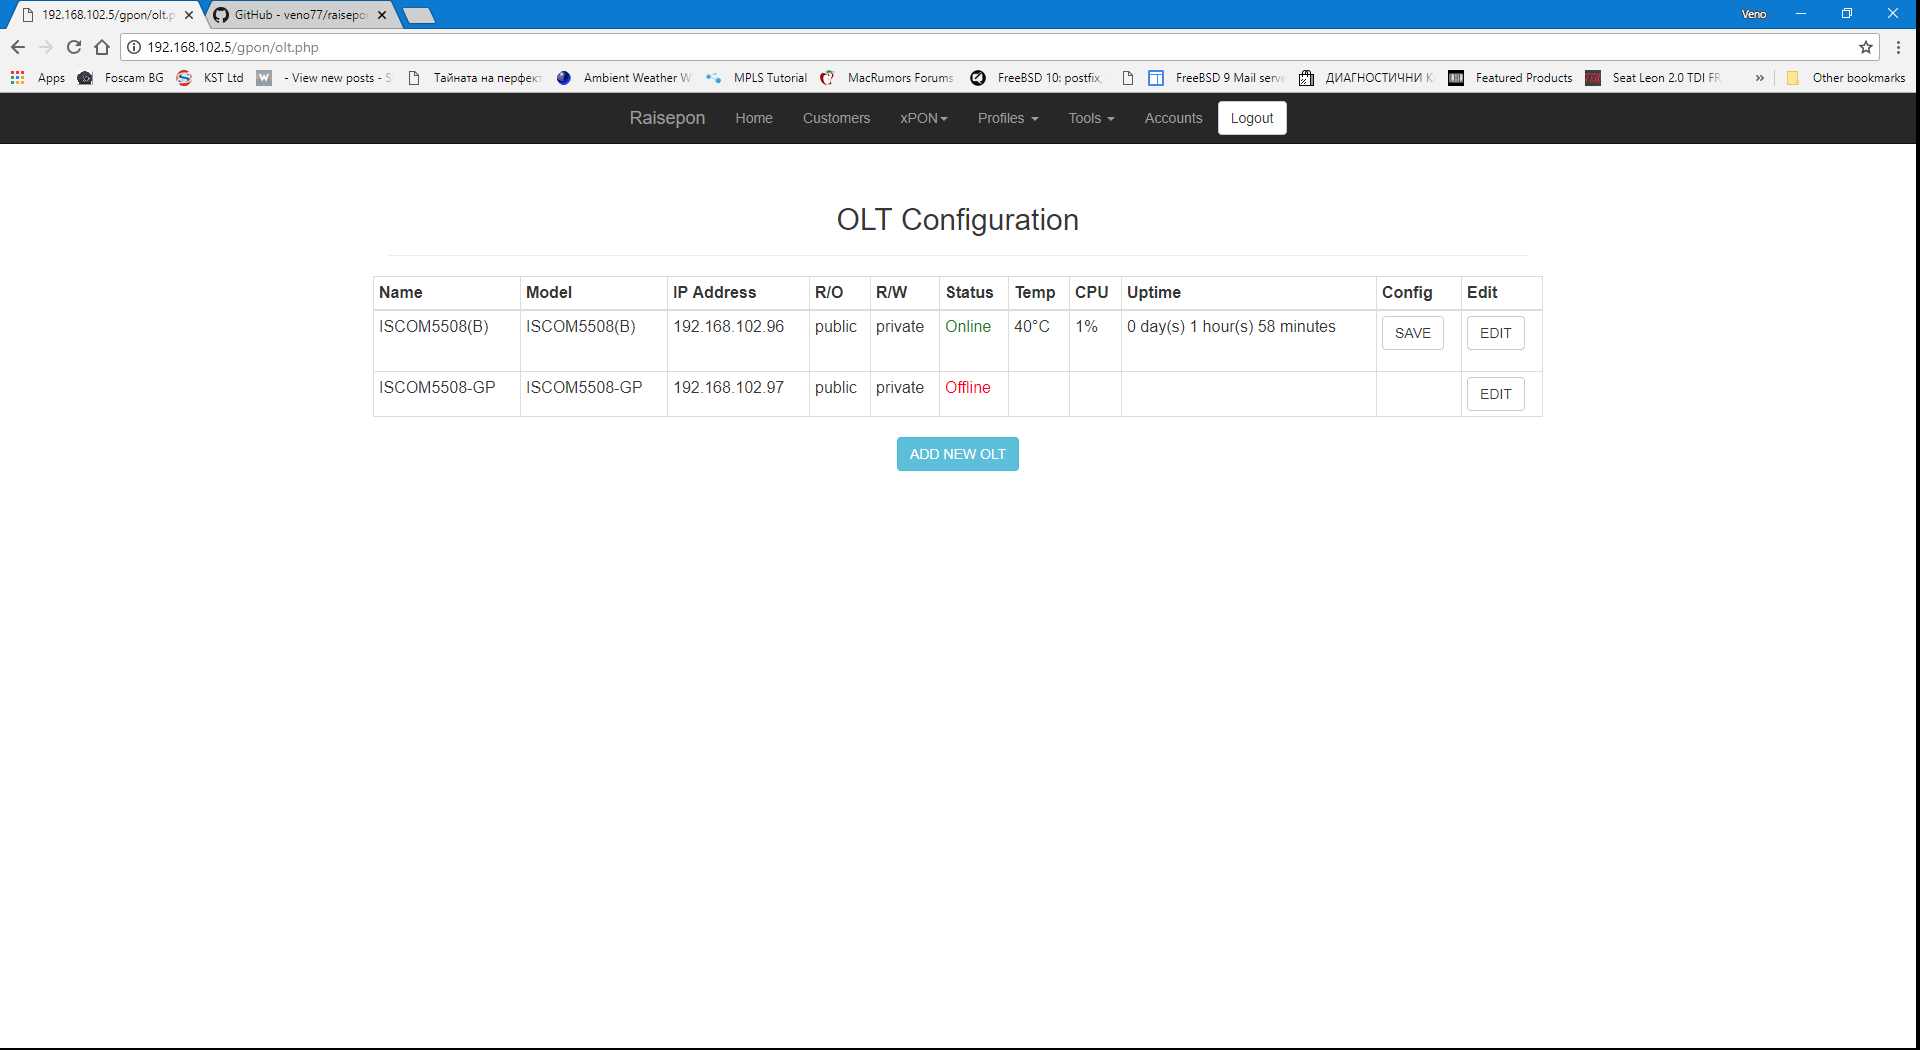 192.168.102.5/gpon/olt.p
GitHub - veno77/raisepo
Veno
192.168.102.5/gpon/olt.php
Apps Foscam BG KST Ltd - View new posts - Тайната на перфект Ambient Weather W MPLS Tutorial MacRumors Forums FreeBSD 10: postfix, FreeBSD 9 Mail serve ДИАГНОСТИЧНИ Featured Products Seat Leon 2.0 TDI FR » Other bookmarks
Raisepon Home Customers xPON Profiles Tools Accounts Logout
OLT Configuration
Name Model IP Address R/O R/W Status Temp CPU Uptime Config Edit
ISCOM5508(B) ISCOM5508(B) 192.168.102.96 public private Online 40°C 1% 0 day(s) 1 hour(s) 58 minutes SAVE EDIT
ISCOM5508-GP ISCOM5508-GP 192.168.102.97 public private Offline EDIT
ADD NEW OLT